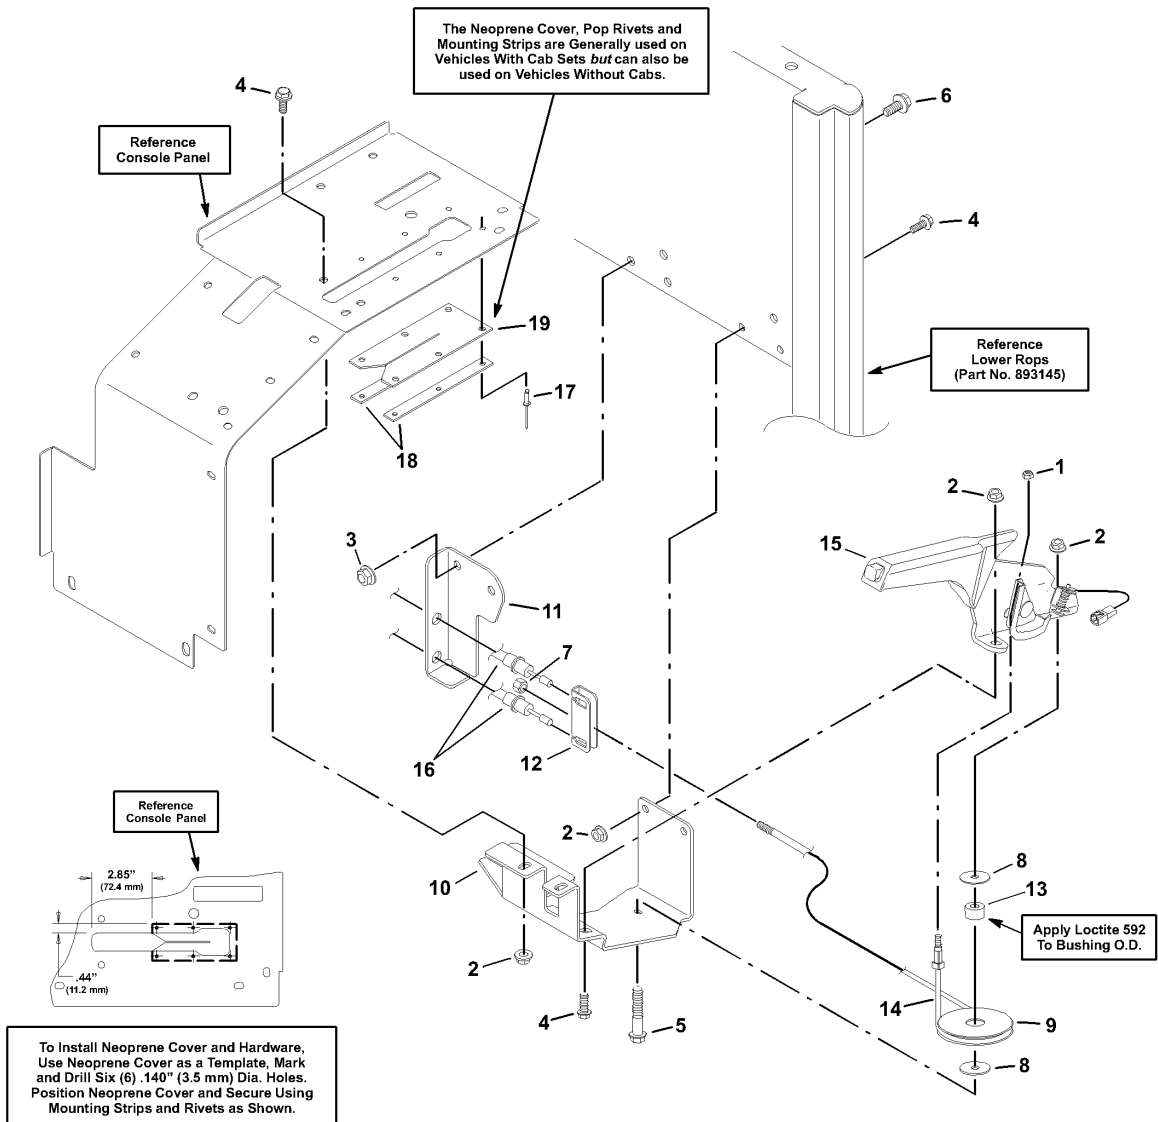 The Neoprene Cover, Pop Rivets and
Mounting Strips are Generally used on
Vehicles With Cab Sets but can also be
used on Vehicles Without Cabs.
4
6
Reference
Console Panel
4
19
Reference
Lower Rops
(Part No. 893145)
17
18
1
2
3
15
2
11
7
16
12
2
Reference
Console Panel
10
8
2.85"
(72.4 mm)
13
Apply Loctite 592
To Bushing O.D.
2
.44"
(11.2 mm)
14
4
5
9
8
To Install Neoprene Cover and Hardware,
Use Neoprene Cover as a Template, Mark
and Drill Six (6) .140" (3.5 mm) Dia. Holes.
Position Neoprene Cover and Secure Using
Mounting Strips and Rivets as Shown.